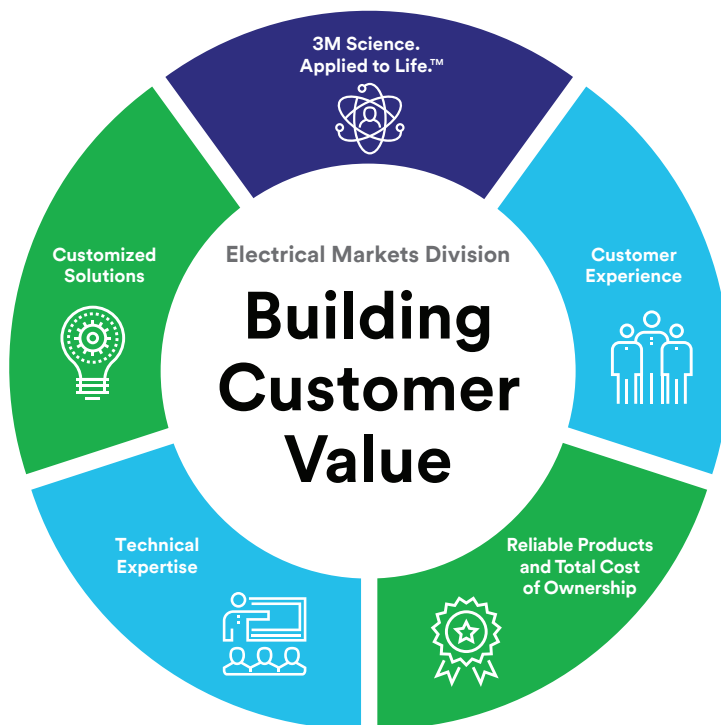 3M Science.
Applied to Life.™
Customized
Solutions
Electrical Markets Division
Building
Customer
Value
Customer
Experience
Technical
Expertise
Reliable Products
and Total Cost
of Ownership